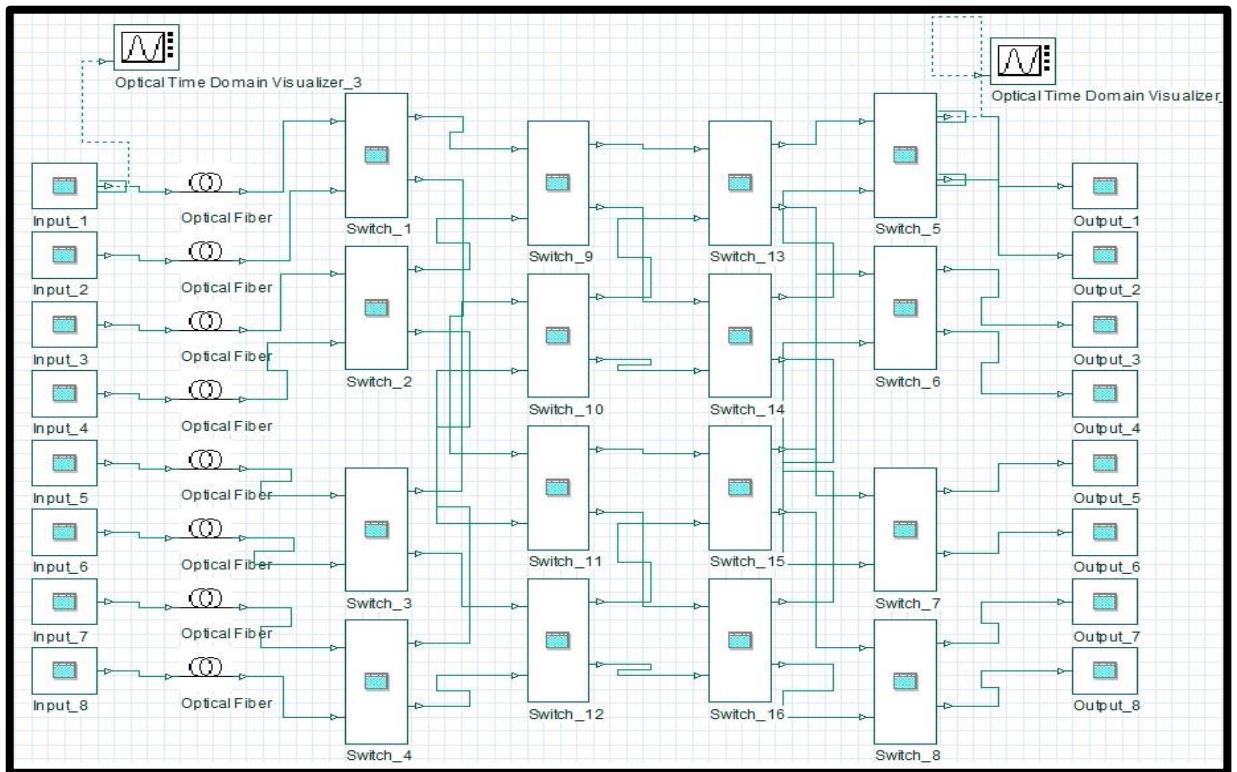 Optical Time Domain Visualizer_3
Optical Time Domain Visualizer_
Input_1
Optical Fiber
Switch_1
Switch_9
Switch_13
Switch_5
Output_1
Input_2
Optical Fiber
Output_2
Input_3
Optical Fiber
Switch_2
Switch_10
Switch_14
Switch_6
Output_3
Input_4
Optical Fiber
Output_4
Input_5
Optical Fiber
Output_5
Input_6
Optical Fiber
Switch_3
Switch_11
Switch_15
Switch_7
Output_6
Input_7
Optical Fiber
Output_7
Input_8
Optical Fiber
Switch_4
Switch_12
Switch_16
Switch_8
Output_8